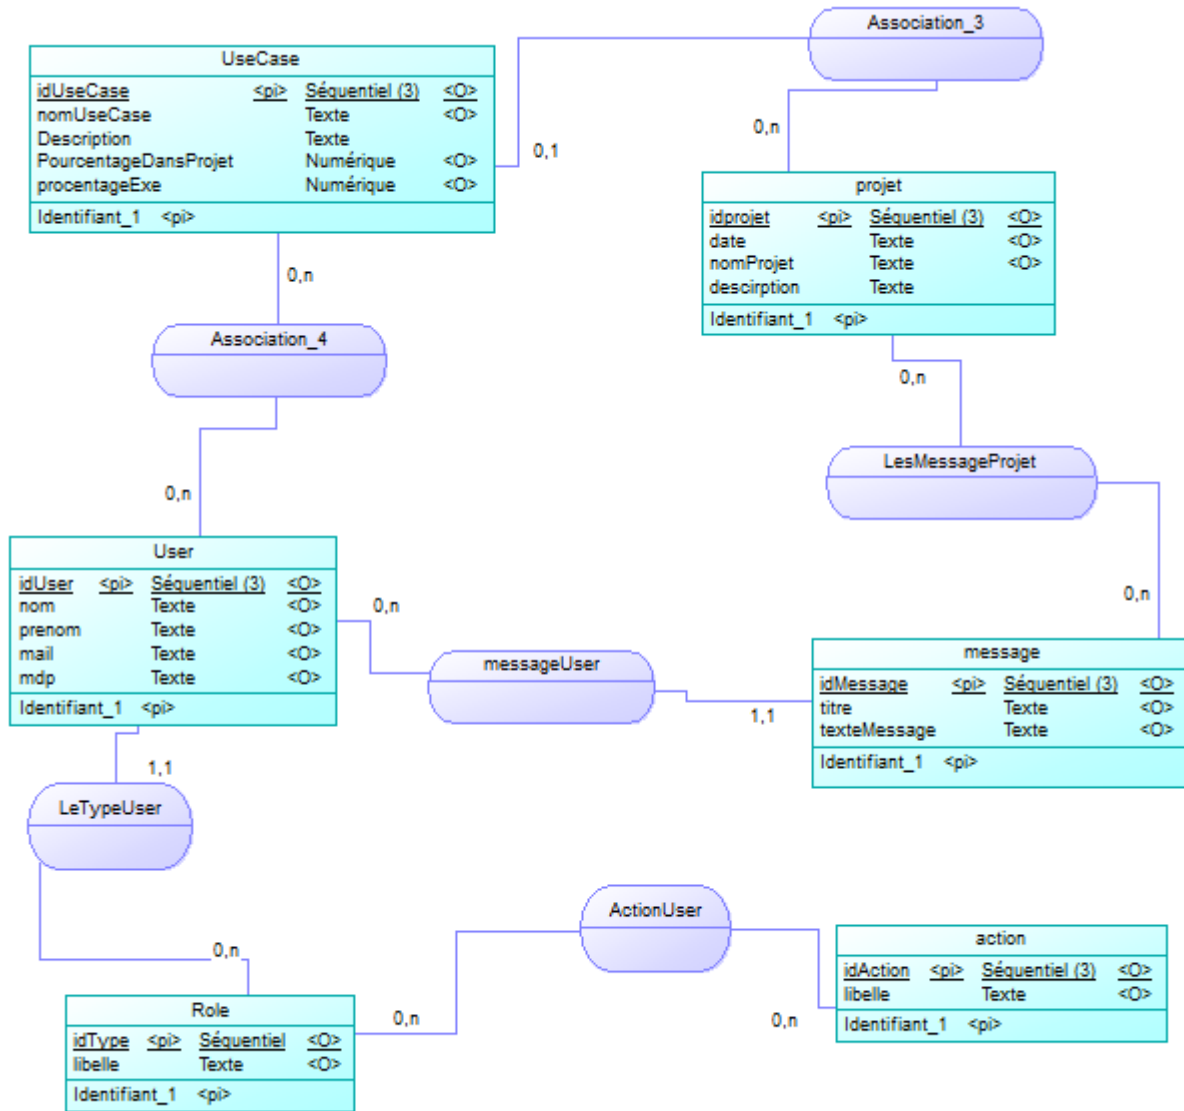 Association_3
UseCase
idUseCase <pi> Séquentiel (3) <O>
nomUseCase Texte <O>
Description Texte
PourcentageDansProjet Numérique <O>
procentageExe Numérique <O>
Identifiant_1 <pi>
0,1
0,n
projet
idprojet <pi> Séquentiel (3) <O>
date Texte <O>
nomProjet Texte <O>
descirption Texte
Identifiant_1 <pi>
0,n
Association_4
0,n
LesMessageProjet
0,n
User
idUser <pi> Séquentiel (3) <O>
nom Texte <O>
prenom Texte <O>
mail Texte <O>
mdp Texte <O>
Identifiant_1 <pi>
0,n
0,n
messageUser
1,1
message
idMessage <pi> Séquentiel (3) <O>
titre Texte <O>
texteMessage Texte <O>
Identifiant_1 <pi>
1,1
LeTypeUser
0,n
ActionUser
action
idAction <pi> Séquentiel (3) <O>
libelle Texte <O>
Identifiant_1 <pi>
Role
idType <pi> Séquentiel <O>
libelle Texte <O>
Identifiant_1 <pi>
0,n
0,n